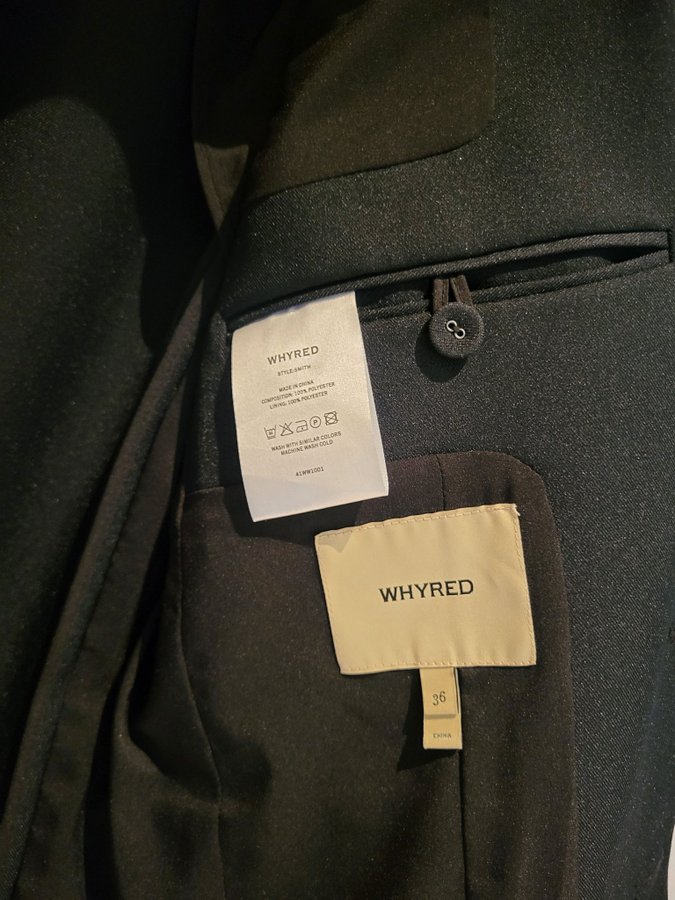 WHYRED
STYLE:SMITH
MADE IN CHINA
COMPOSITION: 100% POLYESTER
LINING: 100% POLYESTER
P
WASH WITH SIMILAR COLORS
MACHINE WASH COLD
41WW1001
WHYRED
36
CHINA